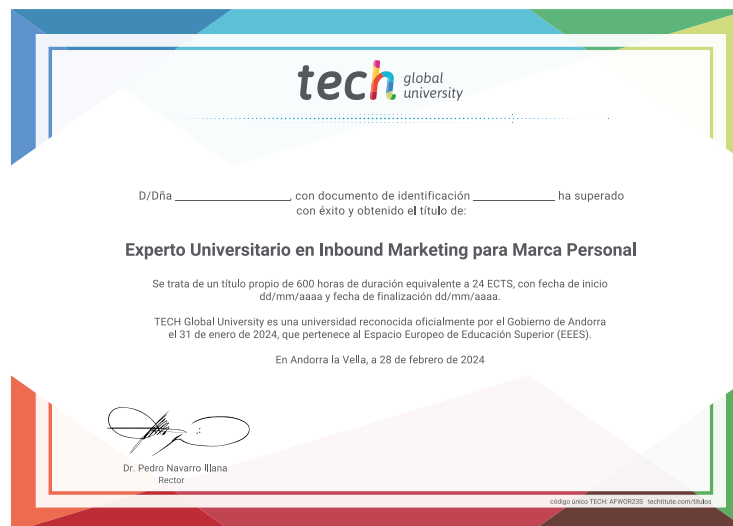 tech global university
D/Dña ______________, con documento de identificación ____________ ha superado
con éxito y obtenido el título de:
Experto Universitario en Inbound Marketing para Marca Personal
Se trata de un título propio de 600 horas de duración equivalente a 24 ECTS, con fecha de inicio
dd/mm/aaaa y fecha de finalización dd/mm/aaaa.
TECH Global University es una universidad reconocida oficialmente por el Gobierno de Andorra
el 31 de enero de 2024, que pertenece al Espacio Europeo de Educación Superior (EEES).
En Andorra la Vella, a 28 de febrero de 2024
Dr. Pedro Navarro Illana
Rector
código único TECH: AFWOR23S techtitute.com/titulos